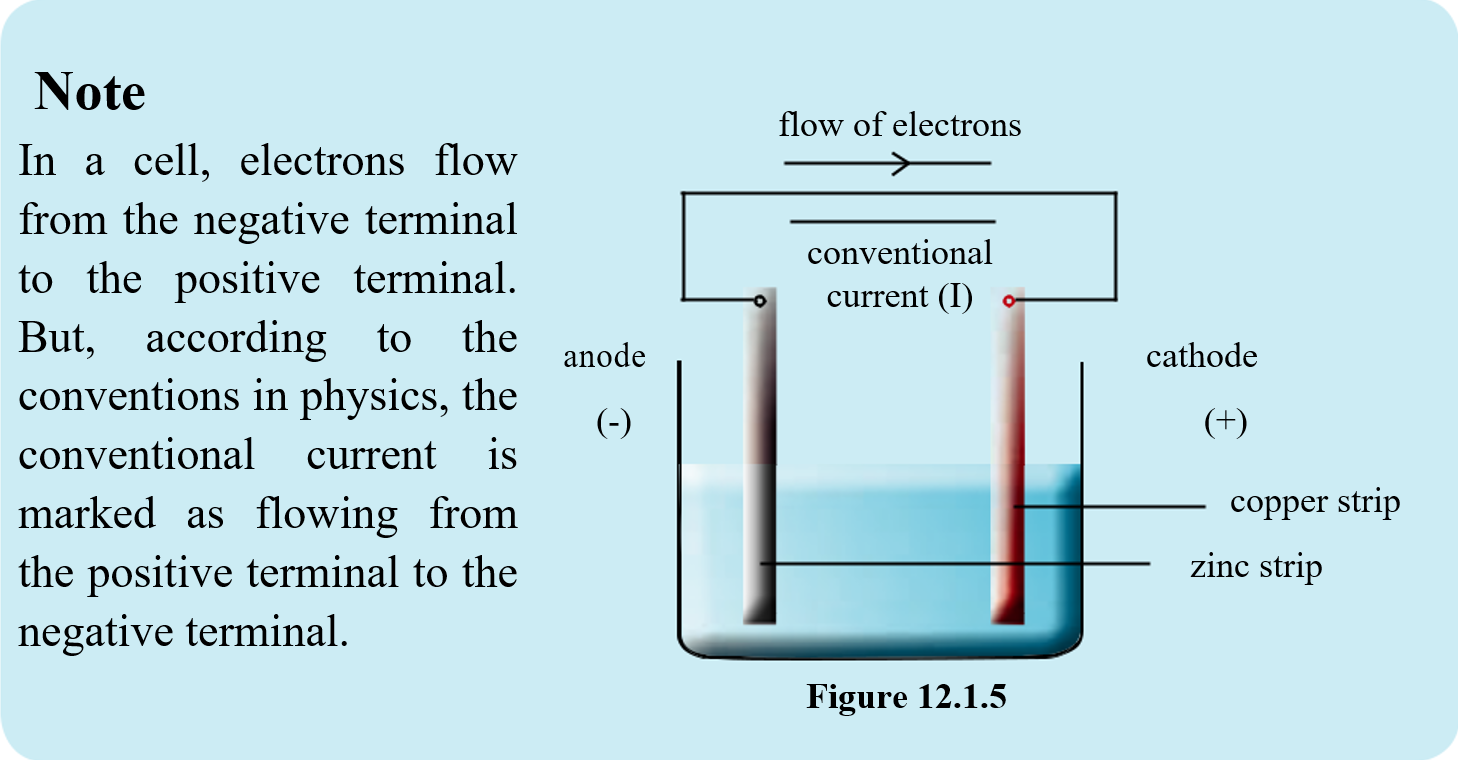 Note
In a cell, electrons flow
from the negative terminal
to the positive terminal.
But, according to the
conventions in physics, the
conventional current is
marked as flowing from
the positive terminal to the
negative terminal.
flow of electrons
conventional
current (I)
anode
(-)
cathode
(+)
copper strip
zinc strip
Figure 12.1.5